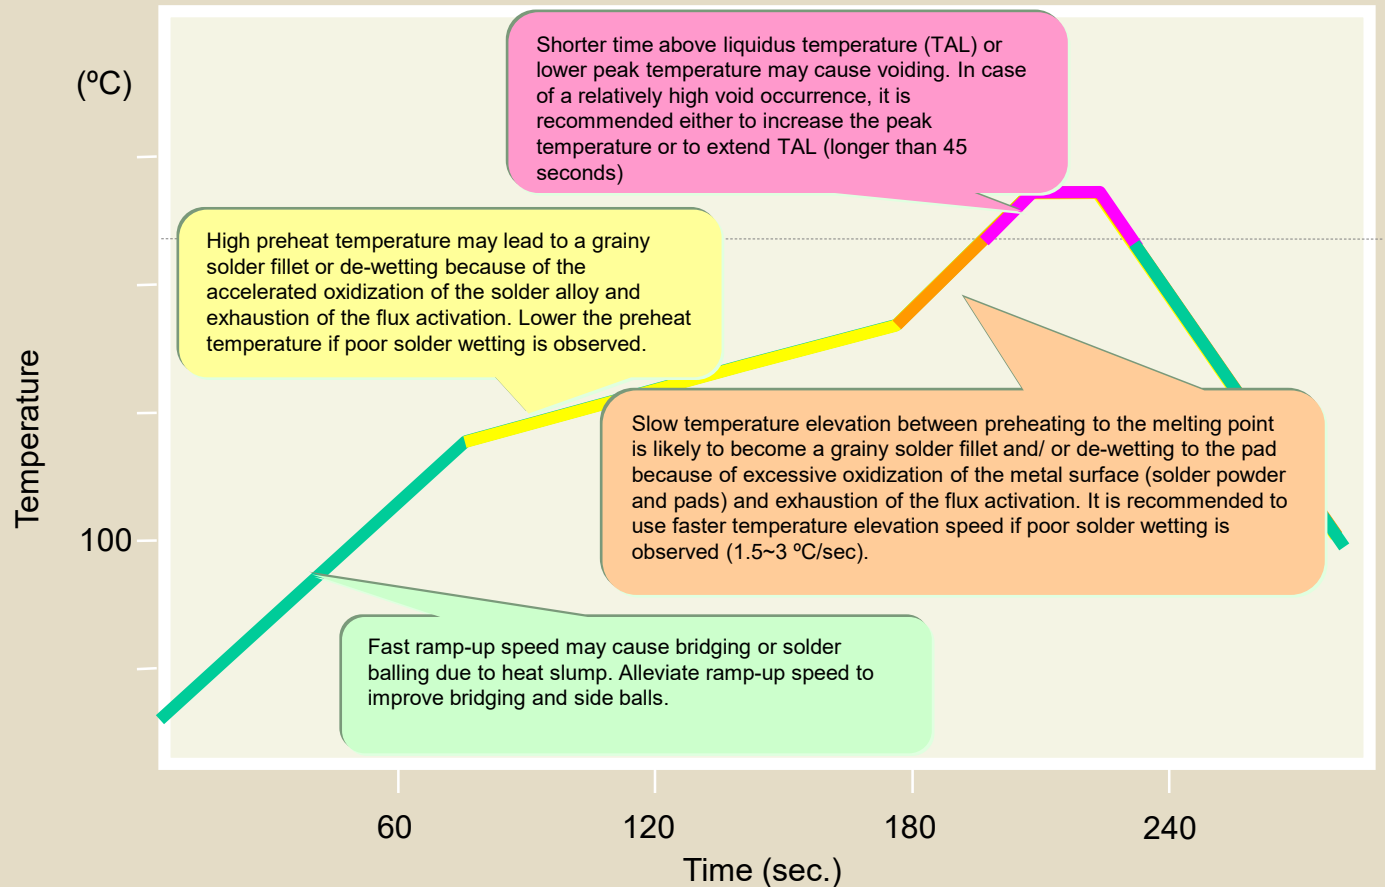 (ºC)
Shorter time above liquidus temperature (TAL) or
lower peak temperature may cause voiding. In case
of a relatively high void occurrence, it is
recommended either to increase the peak
temperature or to extend TAL (longer than 45
seconds)
High preheat temperature may lead to a grainy
solder fillet or de-wetting because of the
accelerated oxidization of the solder alloy and
exhaustion of the flux activation. Lower the preheat
temperature if poor solder wetting is observed.
Temperature
Slow temperature elevation between preheating to the melting point
is likely to become a grainy solder fillet and/ or de-wetting to the pad
because of excessive oxidization of the metal surface (solder powder
and pads) and exhaustion of the flux activation. It is recommended to
use faster temperature elevation speed if poor solder wetting is
observed (1.5~3 ºC/sec).
100
Fast ramp-up speed may cause bridging or solder
balling due to heat slump. Alleviate ramp-up speed to
improve bridging and side balls.
60 120 180 240
Time (sec.)